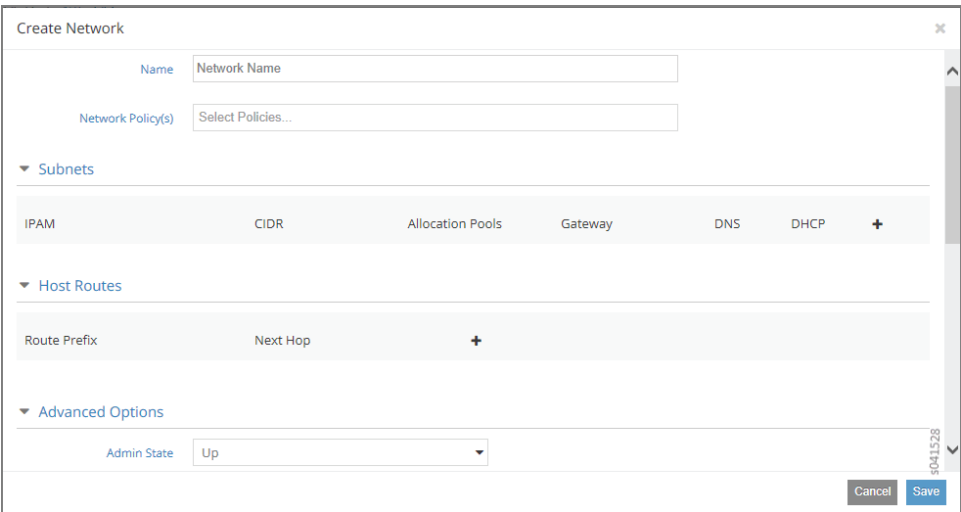 Create Network
Name Network Name
Network Policy(s) Select Policies...
Subnets
IPAM CIDR Allocation Pools Gateway DNS DHCP +
Host Routes
Route Prefix Next Hop +
Advanced Options
Admin State Up
s041528
Cancel Save